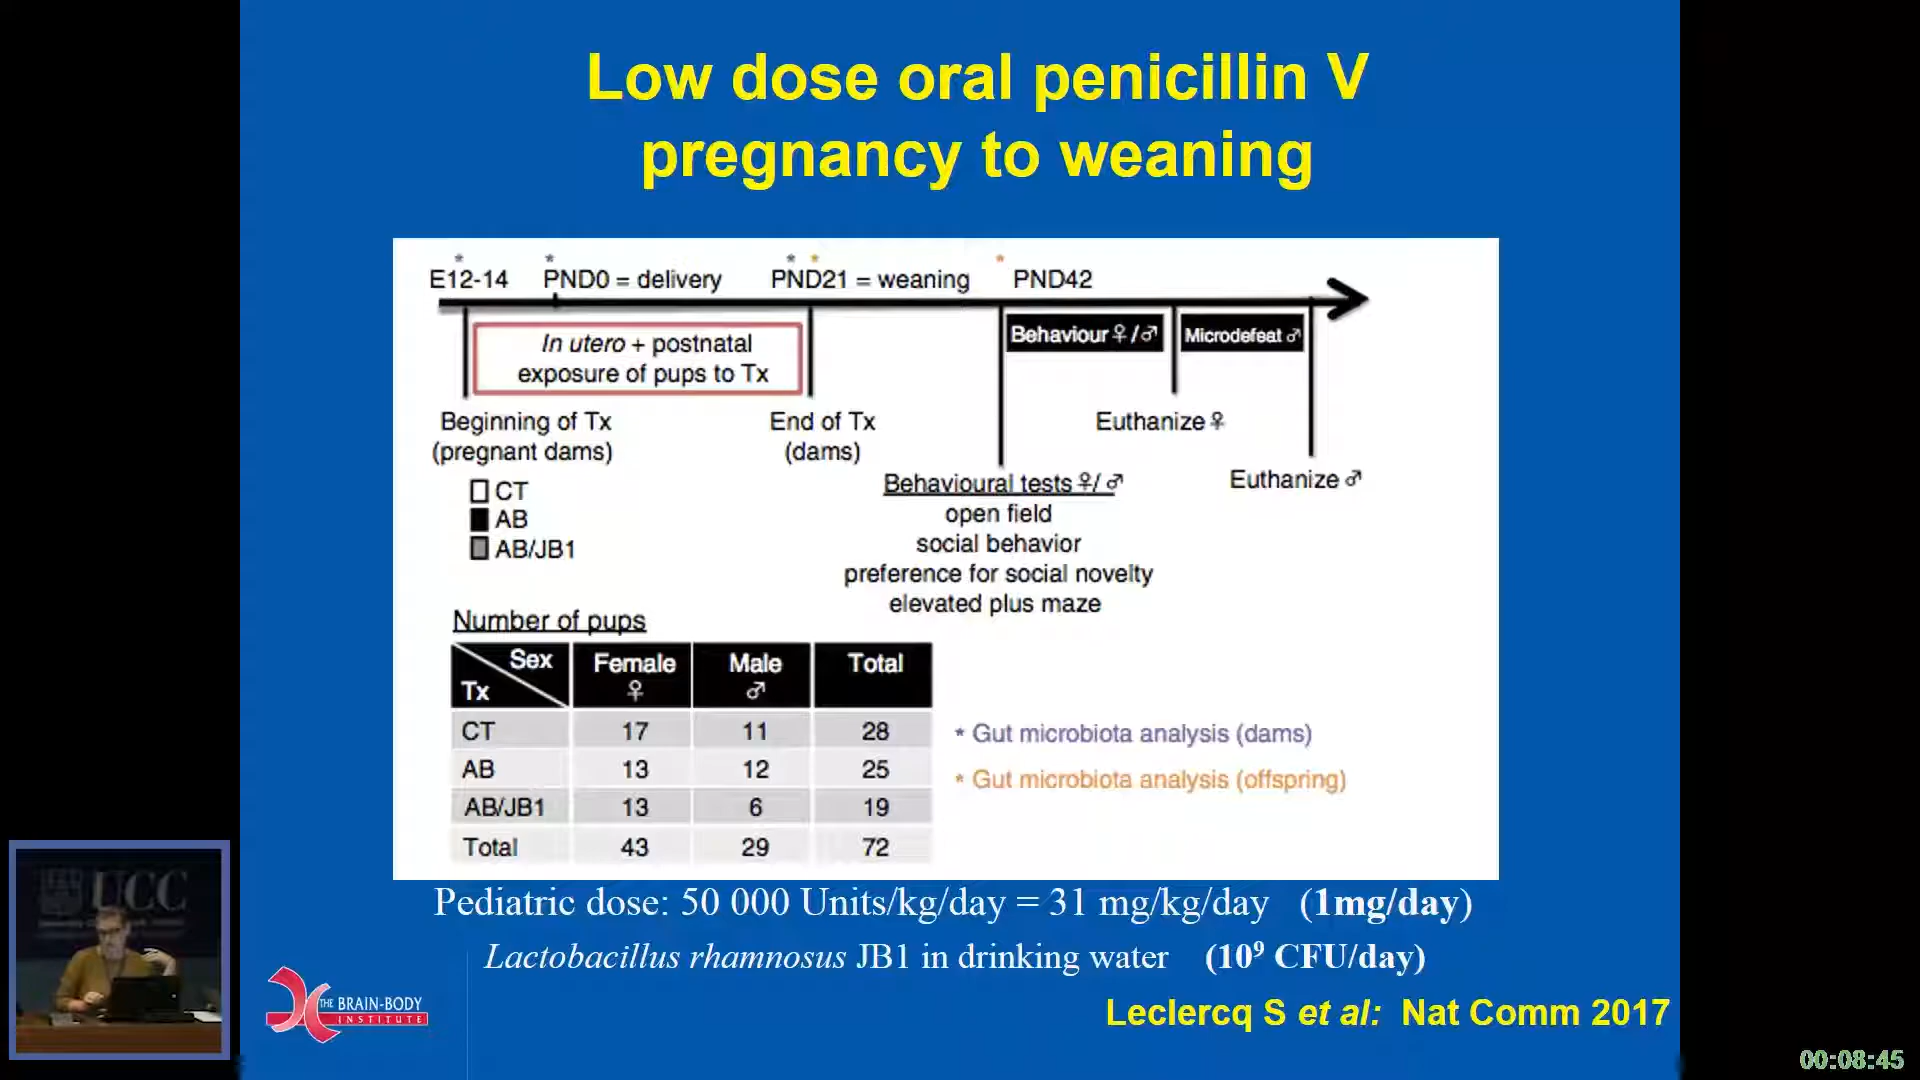 Low dose oral penicillin V
pregnancy to weaning
* * * * *
E12-14 PND0 = delivery PND21 = weaning PND42
In utero + postnatal
exposure of pups to Tx
Behaviour ♀/♂ Microdefeat ♂
Beginning of Tx
(pregnant dams)
End of Tx
(dams)
Euthanize ♀
Euthanize ♂
CT
AB
AB/JB1
Behavioural tests ♀/♂
open field
social behavior
preference for social novelty
elevated plus maze
Number of pups
Sex Tx Female ♀ Male ♂ Total
CT 17 11 28
AB 13 12 25
AB/JB1 13 6 19
Total 43 29 72
* Gut microbiota analysis (dams)
* Gut microbiota analysis (offspring)
Pediatric dose: 50 000 Units/kg/day = 31 mg/kg/day (1mg/day)
Lactobacillus rhamnosus JB1 in drinking water (10⁹ CFU/day)
THE BRAIN-BODY
INSTITUTE
Leclercq S et al: Nat Comm 2017
UCC
00:08:45